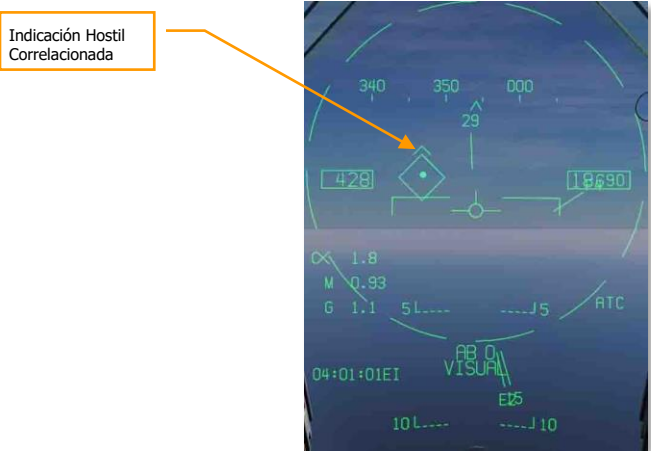 Indicación Hostil
Correlacionada
340 350 000
29
428
α 1.8
M 0.93
G 1.1
5 5
ATC
AB 0
VISUAL
04:01:01EI
10 10